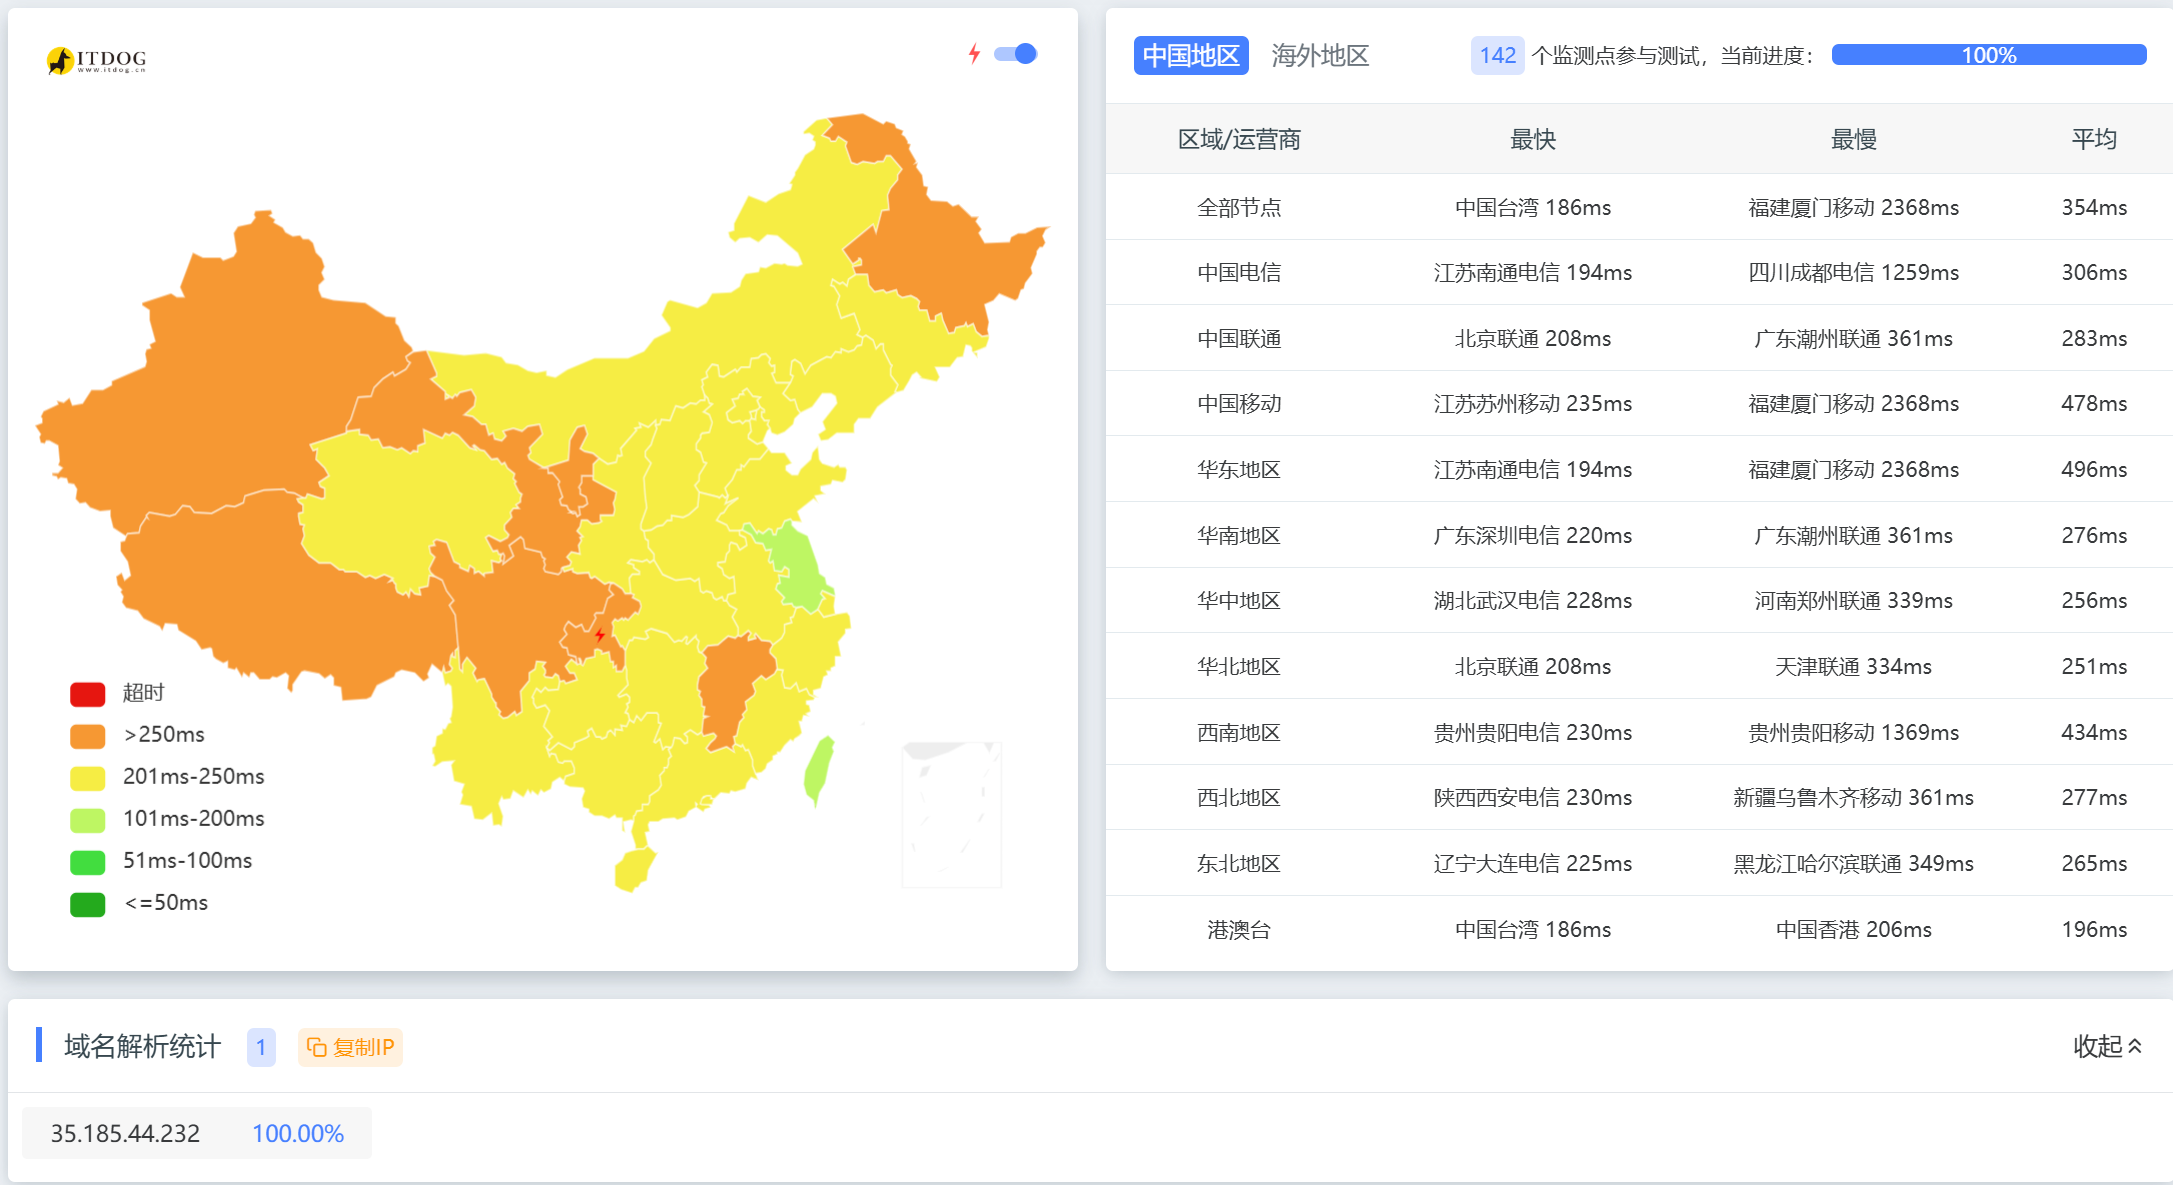 ITDOG
www.itdog.cn
超时
>250ms
201ms-250ms
101ms-200ms
51ms-100ms
<=50ms
中国地区 海外地区 142 个监测点参与测试，当前进度： 100%
区域/运营商 最快 最慢 平均
全部节点 中国台湾 186ms 福建厦门移动 2368ms 354ms
中国电信 江苏南通电信 194ms 四川成都电信 1259ms 306ms
中国联通 北京联通 208ms 广东潮州联通 361ms 283ms
中国移动 江苏苏州移动 235ms 福建厦门移动 2368ms 478ms
华东地区 江苏南通电信 194ms 福建厦门移动 2368ms 496ms
华南地区 广东深圳电信 220ms 广东潮州联通 361ms 276ms
华中地区 湖北武汉电信 228ms 河南郑州联通 339ms 256ms
华北地区 北京联通 208ms 天津联通 334ms 251ms
西南地区 贵州贵阳电信 230ms 贵州贵阳移动 1369ms 434ms
西北地区 陕西西安电信 230ms 新疆乌鲁木齐移动 361ms 277ms
东北地区 辽宁大连电信 225ms 黑龙江哈尔滨联通 349ms 265ms
港澳台 中国台湾 186ms 中国香港 206ms 196ms
域名解析统计 1 复制IP 收起
35.185.44.232 100.00%